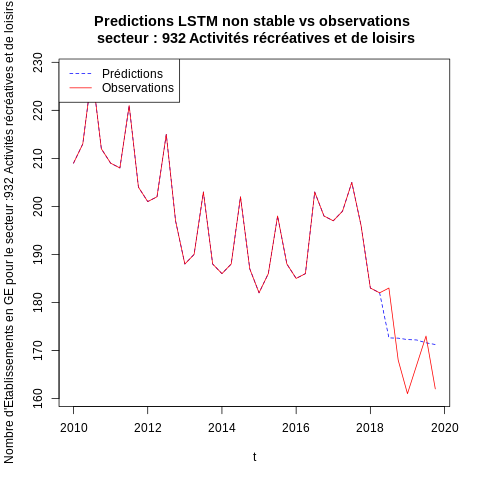 Predictions LSTM non stable vs observations
secteur : 932 Activités récréatives et de loisirs
Nombre d'Etablissements en GE pour le secteur :932 Activités récréatives et de loisirs
Prédictions
Observations
230
220
210
200
190
180
170
160
2010 2012 2014 2016 2018 2020
t